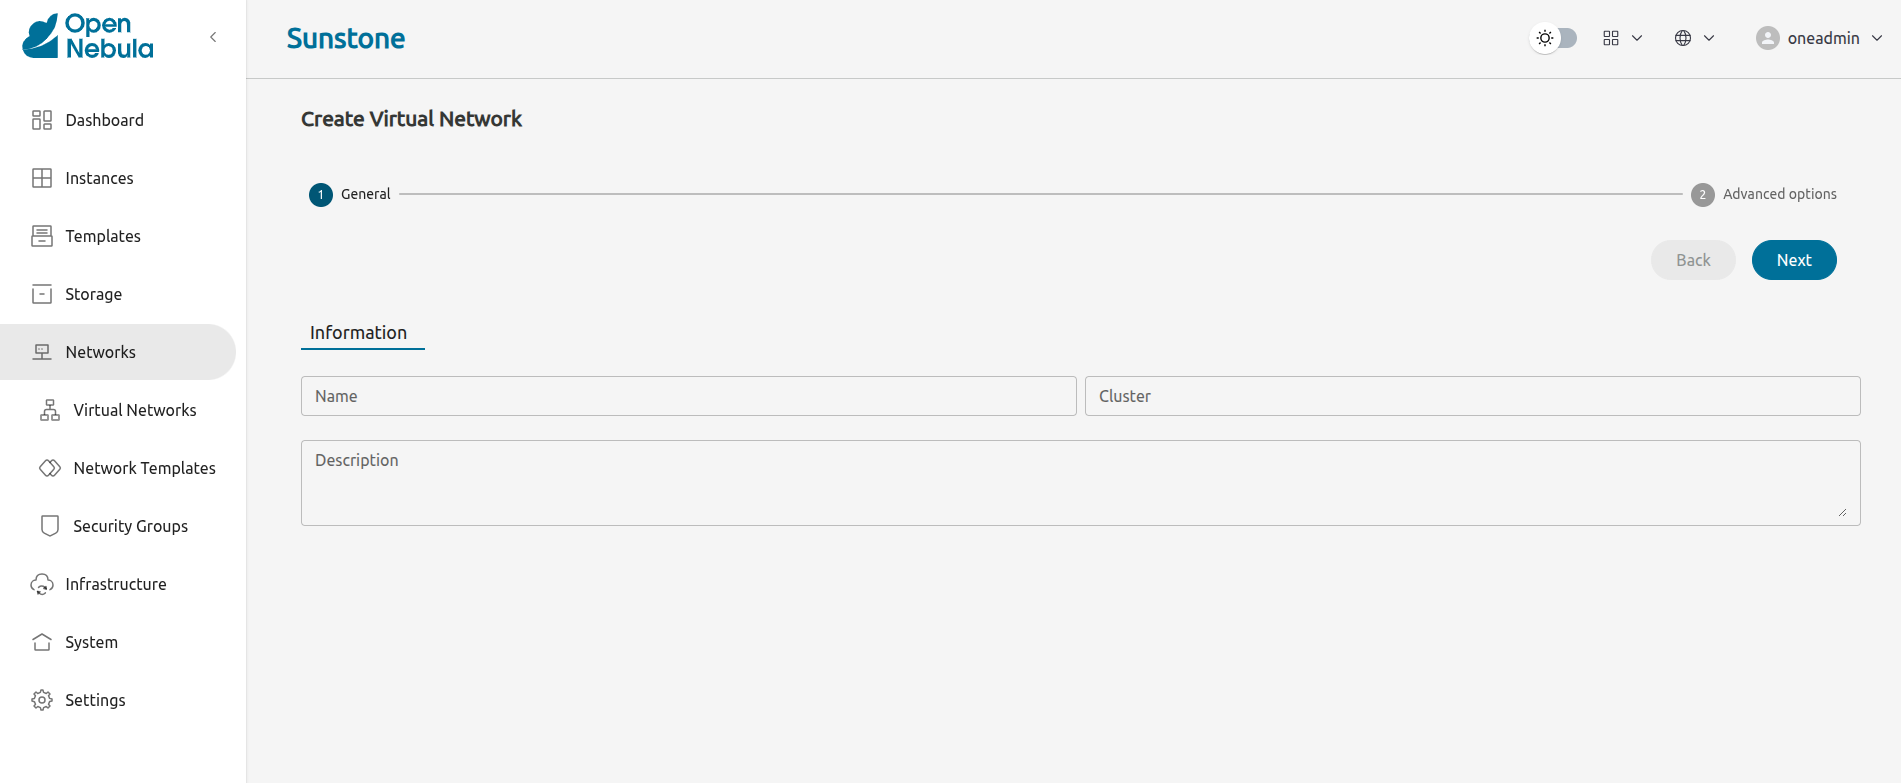 Open
Nebula
Sunstone
oneadmin
Dashboard
Instances
Templates
Storage
Networks
Virtual Networks
Network Templates
Security Groups
Infrastructure
System
Settings
Create Virtual Network
1 General
2 Advanced options
Back Next
Information
Name Cluster
Description